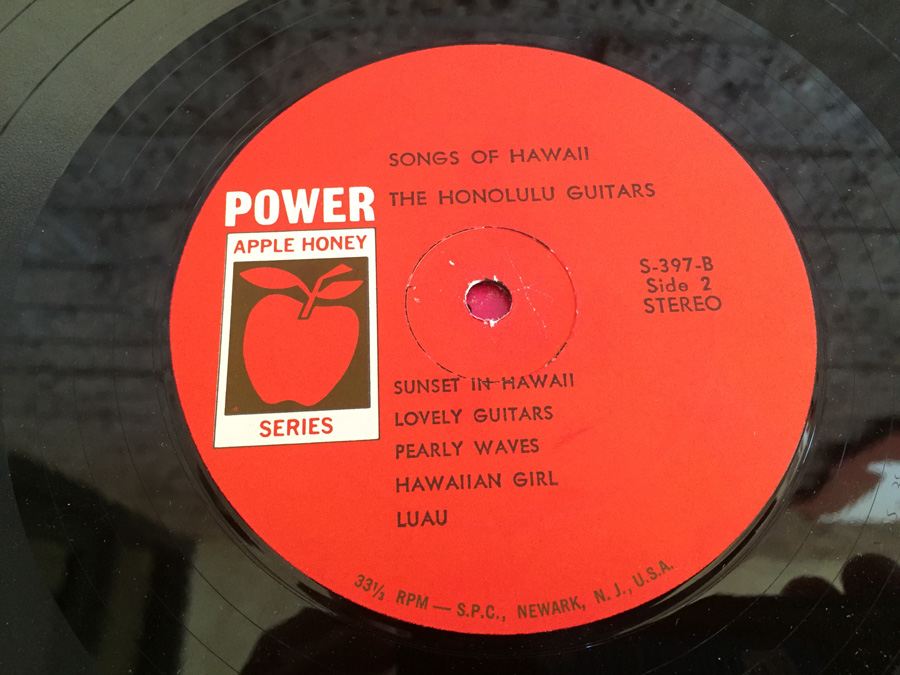 SONGS OF HAWAII
THE HONOLULU GUITARS
POWER
APPLE HONEY
SERIES
S-397-B
Side 2
STEREO
SUNSET IN HAWAII
LOVELY GUITARS
PEARLY WAVES
HAWAIIAN GIRL
LUAU
33⅓ RPM — S.P.C., NEWARK, N. J., U.S.A.